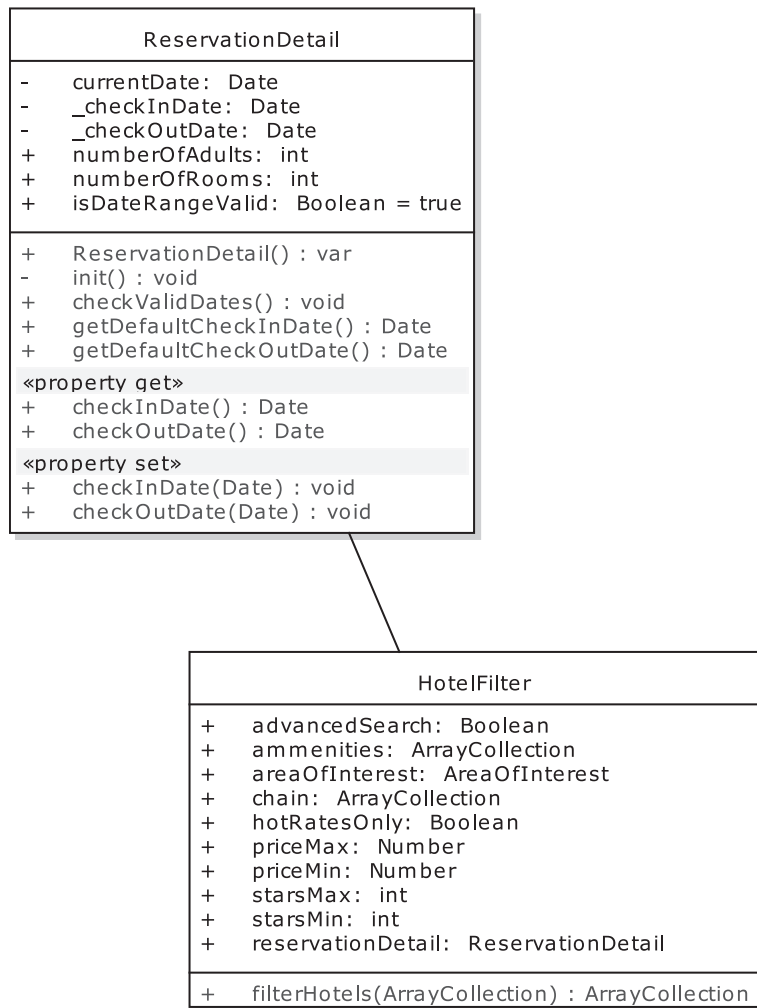 ReservationDetail
- currentDate: Date
- _checkInDate: Date
- _checkOutDate: Date
+ numberOfAdults: int
+ numberOfRooms: int
+ isDateRangeValid: Boolean = true
+ ReservationDetail() : var
- init() : void
+ checkValidDates() : void
+ getDefaultCheckInDate() : Date
+ getDefaultCheckOutDate() : Date
«property get»
+ checkInDate() : Date
+ checkOutDate() : Date
«property set»
+ checkInDate(Date) : void
+ checkOutDate(Date) : void
HotelFilter
+ advancedSearch: Boolean
+ ammenities: ArrayCollection
+ areaOfInterest: AreaOfInterest
+ chain: ArrayCollection
+ hotRatesOnly: Boolean
+ priceMax: Number
+ priceMin: Number
+ starsMax: int
+ starsMin: int
+ reservationDetail: ReservationDetail
+ filterHotels(ArrayCollection) : ArrayCollection